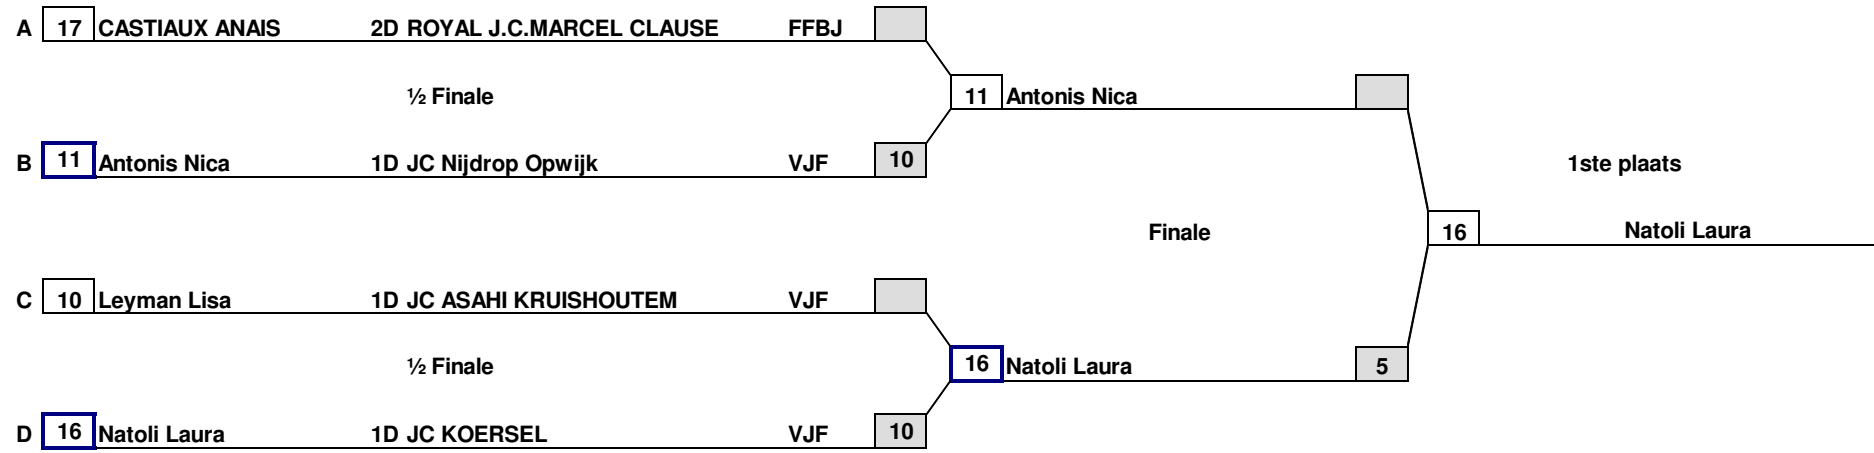 A 17 CASTIAUX ANAIS 2D ROYAL J.C.MARCEL CLAUSE FFBJ
½ Finale 11 Antonis Nica
B 11 Antonis Nica 1D JC Nijdrop Opwijk VJF 10 1ste plaats
Finale 16 Natoli Laura
C 10 Leyman Lisa 1D JC ASAHI KRUISHOUTEM VJF
½ Finale 16 Natoli Laura 5
D 16 Natoli Laura 1D JC KOERSEL VJF 10